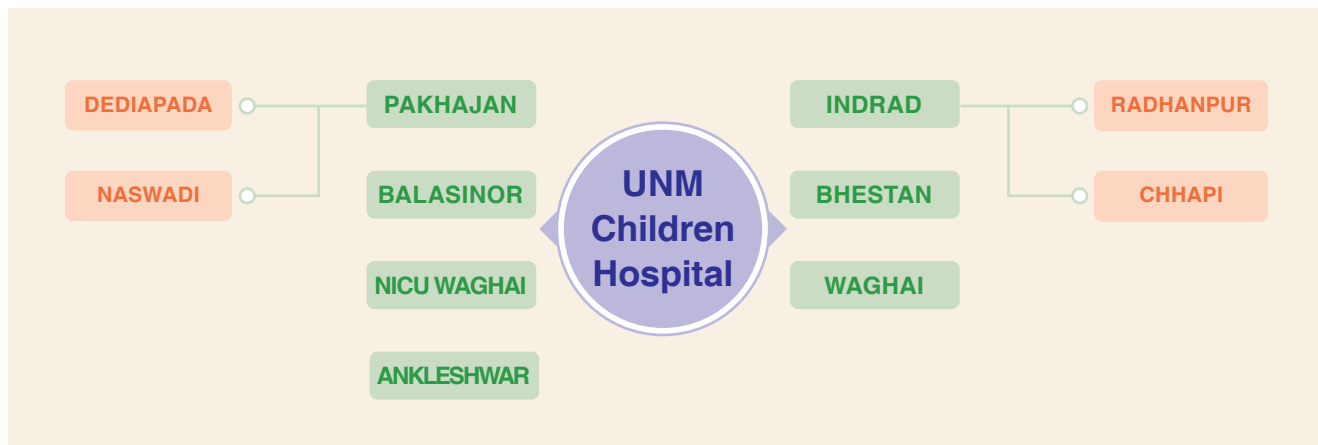 DEDIAPADA
NASWADI
PAKHAJAN
BALASINOR
NICU WAGHAI
ANKLESHWAR
UNM
Children
Hospital
INDRAD
BHESTAN
WAGHAI
RADHANPUR
CHHAPI